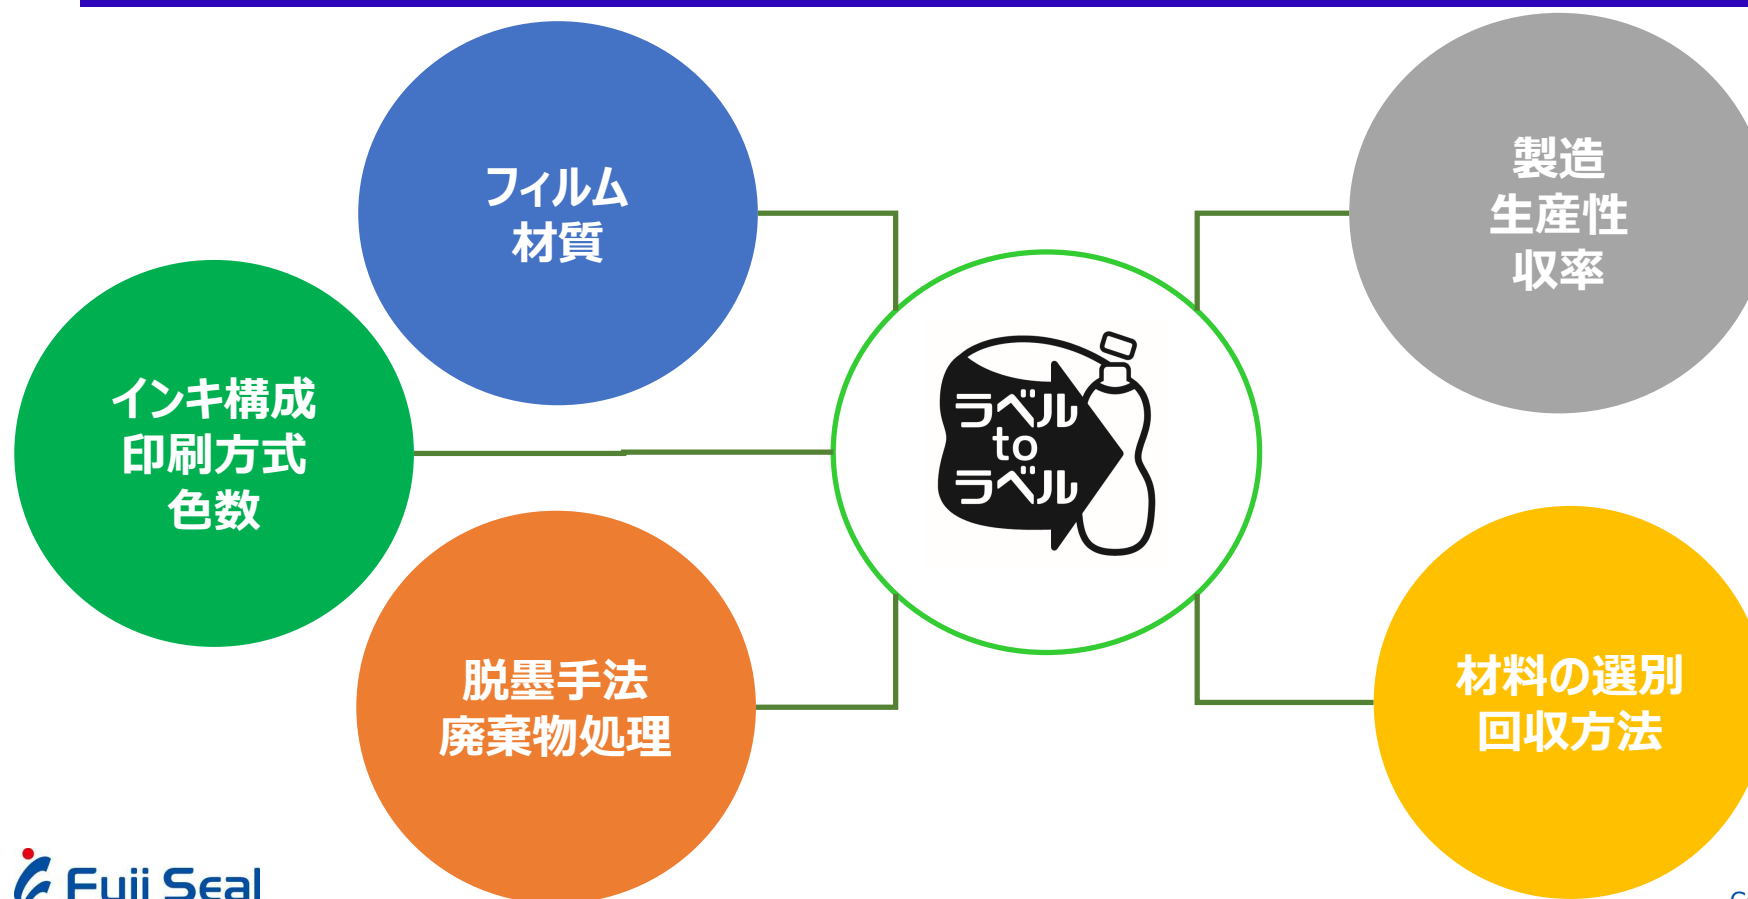 フィルム
材質
製造
生産性
収率
インキ構成
印刷方式
色数
ラベル
to
ラベル
脱墨手法
廃棄物処理
材料の選別
回収方法
Fuji Seal